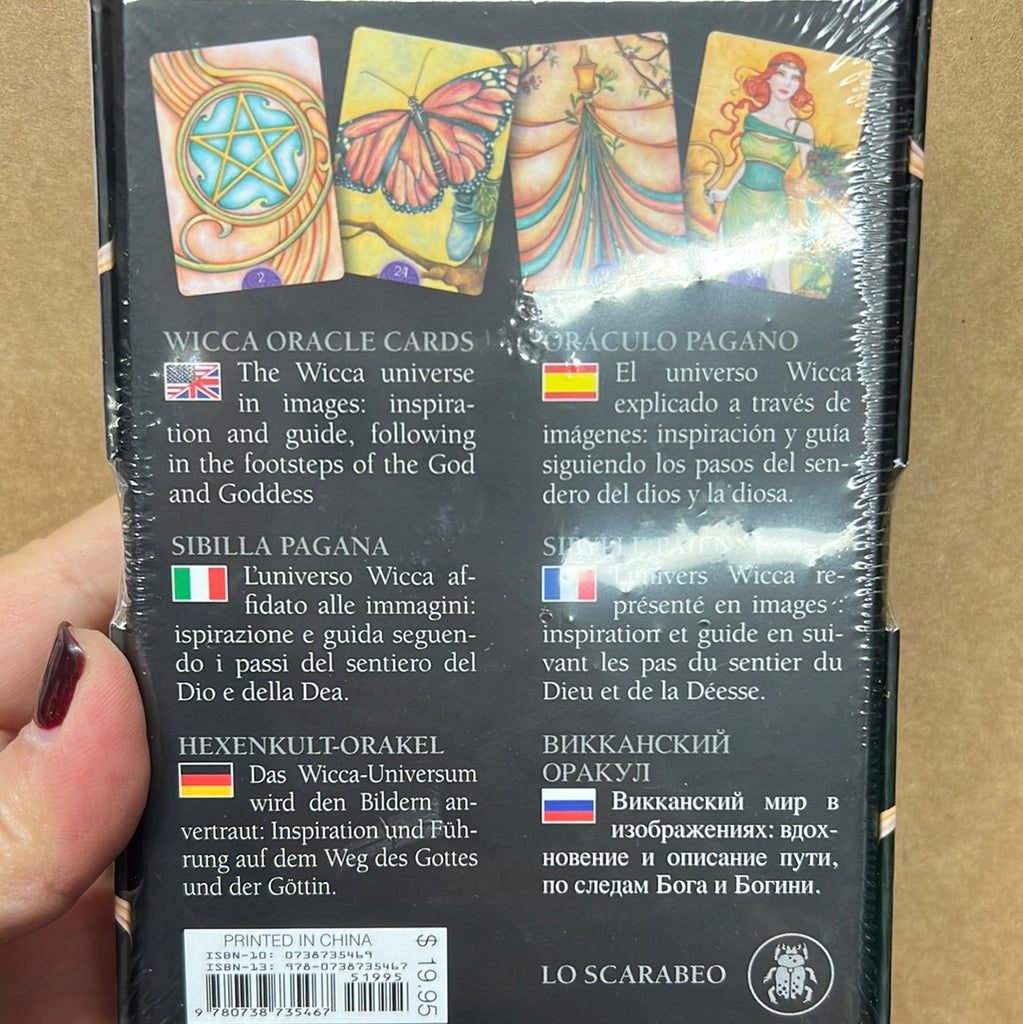 2
21
WICCA ORACLE CARDS
The Wicca universe
in images: inspira-
tion and guide, following
in the footsteps of the God
and Goddess
ORÁCULO PAGANO
El universo Wicca
explicado a través de
imágenes: inspiración y guía
siguiendo los pasos del sen-
dero del dios y la diosa.
SIBILLA PAGANA
L'universo Wicca af-
fidato alle immagini:
ispirazione e guida seguen-
do i passi del sentiero del
Dio e della Dea.
L'univers Wicca re-
présenté en images :
inspiration et guide en sui-
vant les pas du sentier du
Dieu et de la Déesse.
HEXENKULT-ORAKEL
Das Wicca-Universum
wird den Bildern an-
vertraut: Inspiration und Füh-
rung auf dem Weg des Gottes
und der Göttin.
ВИККАНСКИЙ
ОРАКУЛ
Викканский мир в
изображениях: вдох-
новение и описание пути,
по следам Бога и Богини.
PRINTED IN CHINA
ISBN-10: 0738735469
ISBN-13: 978-0738735467
51995
9 780738 735467
$ 19.95
LO SCARABEO